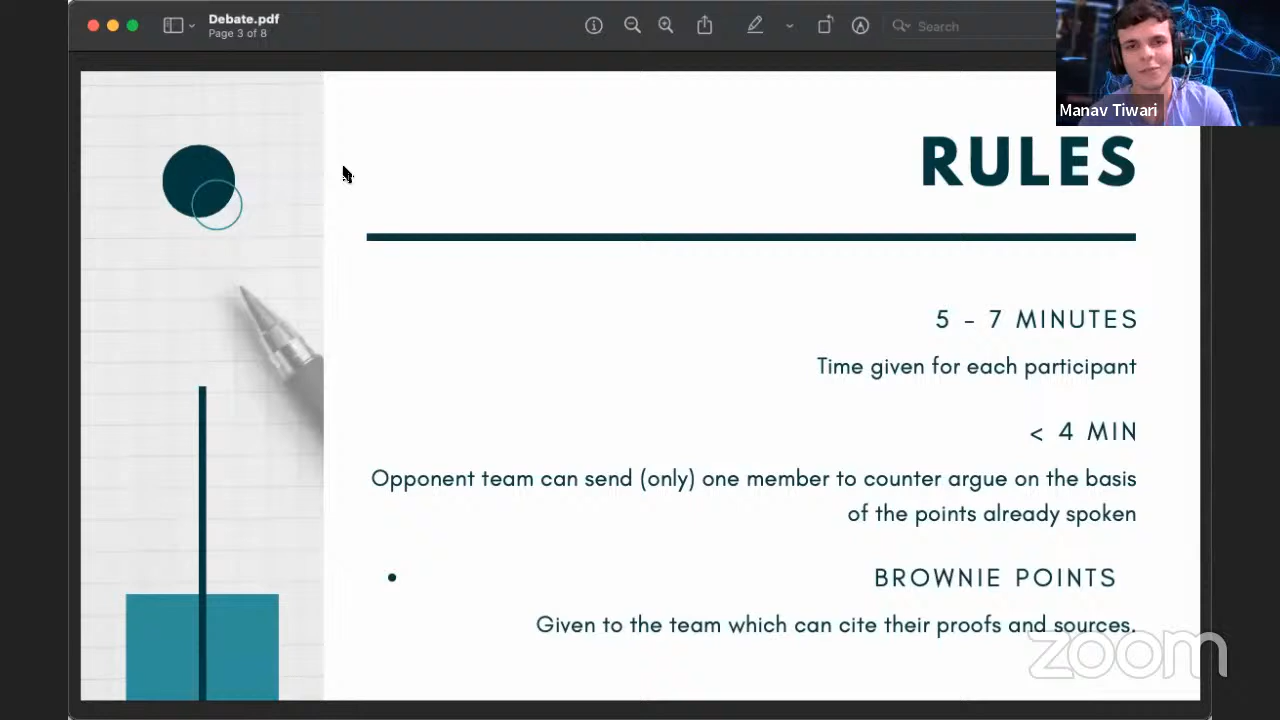 Debate.pdf
Page 3 of 8
Search
Manav Tiwari
RULES
5 - 7 MINUTES
Time given for each participant
< 4 MIN
Opponent team can send (only) one member to counter argue on the basis
of the points already spoken
• BROWNIE POINTS
Given to the team which can cite their proofs and sources.
zoom